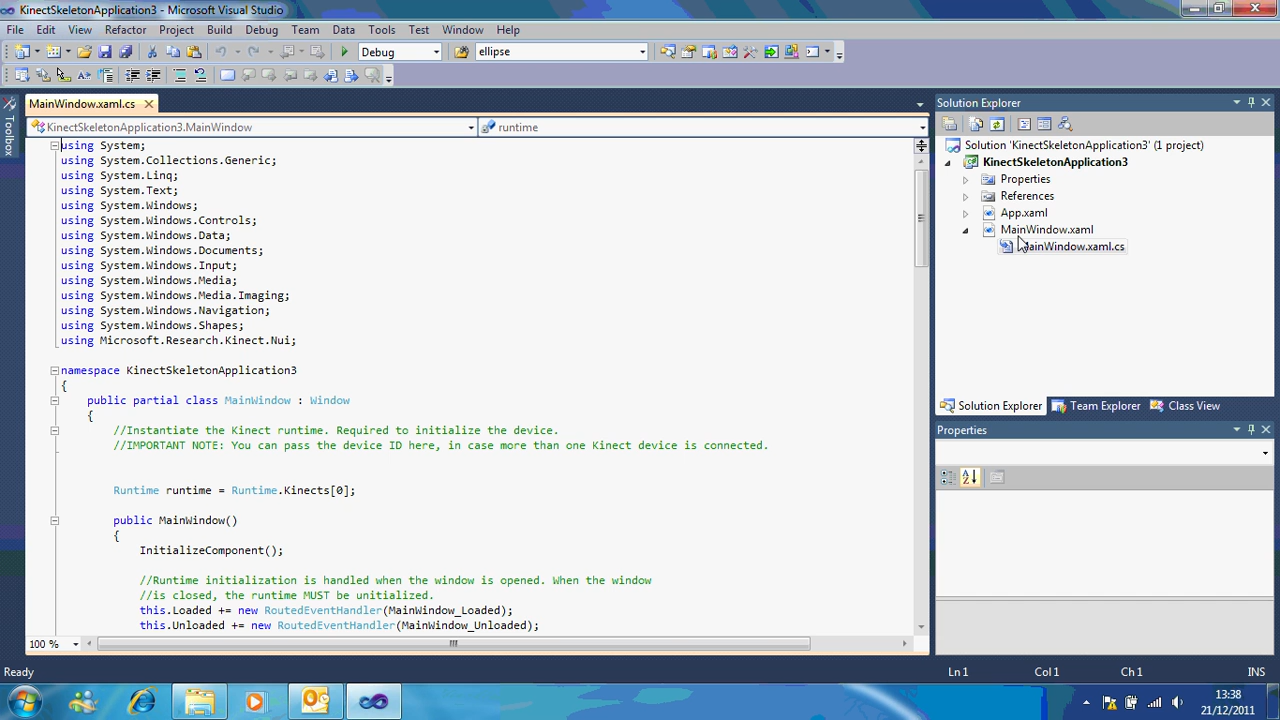 KinectSkeletonApplication3 - Microsoft Visual Studio
File Edit View Refactor Project Build Debug Team Data Tools Test Window Help
Debug ellipse
Toolbox
MainWindow.xaml.cs
KinectSkeletonApplication3.MainWindow runtime
using System;
using System.Collections.Generic;
using System.Linq;
using System.Text;
using System.Windows;
using System.Windows.Controls;
using System.Windows.Data;
using System.Windows.Documents;
using System.Windows.Input;
using System.Windows.Media;
using System.Windows.Media.Imaging;
using System.Windows.Navigation;
using System.Windows.Shapes;
using Microsoft.Research.Kinect.Nui;
namespace KinectSkeletonApplication3
{
public partial class MainWindow : Window
{
//Instantiate the Kinect runtime. Required to initialize the device.
//IMPORTANT NOTE: You can pass the device ID here, in case more than one Kinect device is connected.
Runtime runtime = Runtime.Kinects[0];
public MainWindow()
{
InitializeComponent();
//Runtime initialization is handled when the window is opened. When the window
//is closed, the runtime MUST be unitialized.
this.Loaded += new RoutedEventHandler(MainWindow_Loaded);
this.Unloaded += new RoutedEventHandler(MainWindow_Unloaded);
100 %
Solution Explorer
Solution 'KinectSkeletonApplication3' (1 project)
KinectSkeletonApplication3
Properties
References
App.xaml
MainWindow.xaml
MainWindow.xaml.cs
Solution Explorer Team Explorer Class View
Properties
Ready Ln 1 Col 1 Ch 1 INS
13:38
21/12/2011